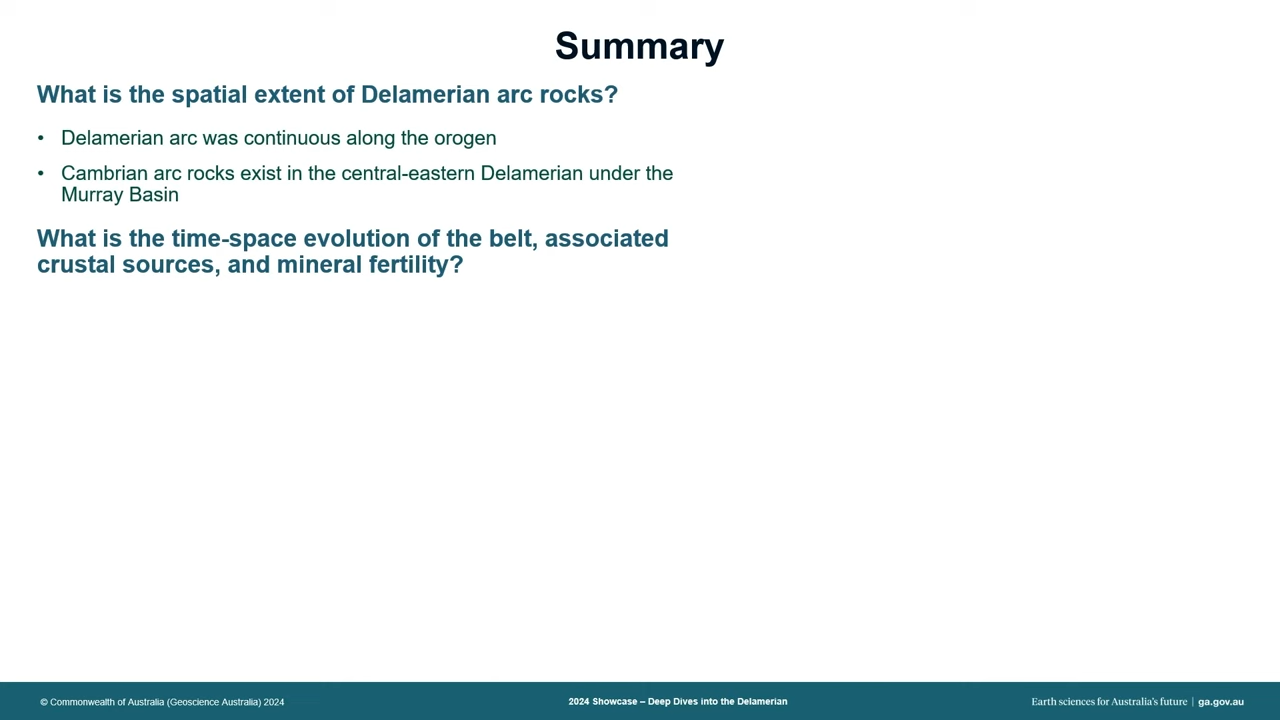 Summary
What is the spatial extent of Delamerian arc rocks?
• Delamerian arc was continuous along the orogen
• Cambrian arc rocks exist in the central-eastern Delamerian under the
Murray Basin
What is the time-space evolution of the belt, associated
crustal sources, and mineral fertility?
© Commonwealth of Australia (Geoscience Australia) 2024
2024 Showcase – Deep Dives into the Delamerian
Earth sciences for Australia's future | ga.gov.au